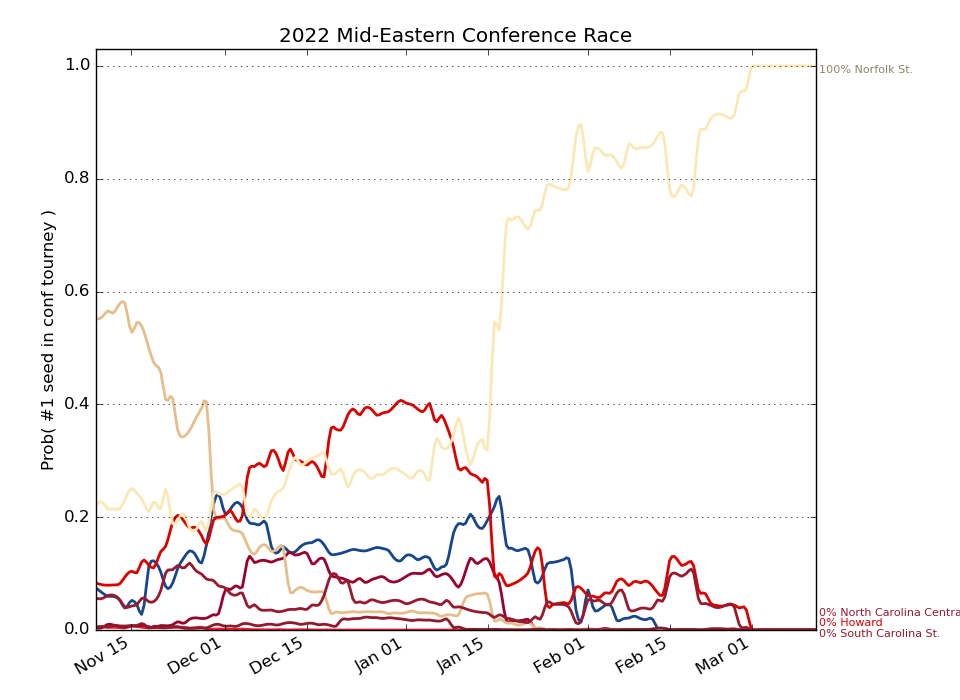 2022 Mid-Eastern Conference Race
Prob( #1 seed in conf tourney )
1.0
0.8
0.6
0.4
0.2
0.0
Nov 15
Dec 01
Dec 15
Jan 01
Jan 15
Feb 01
Feb 15
Mar 01
100% Norfolk St.
0% North Carolina Centra
0% Howard
0% South Carolina St.